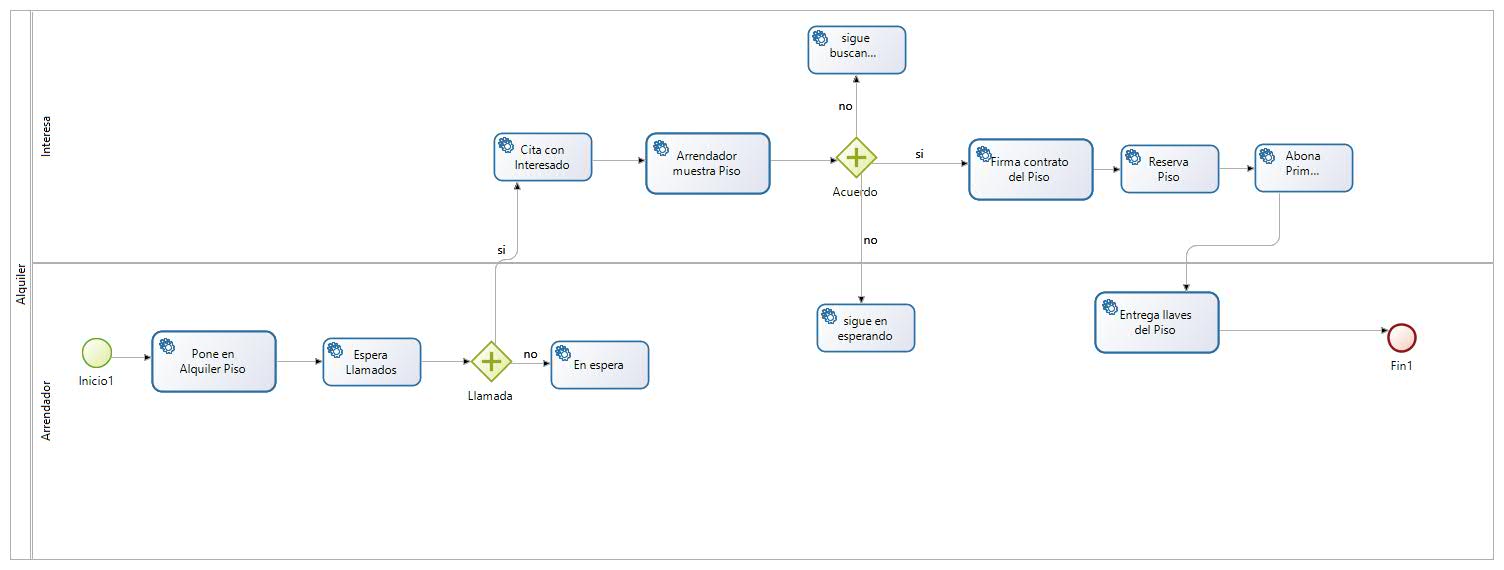 Alquiler
Interesa
sigue
buscan...
no
Cita con
Interesado
Arrendador
muestra Piso
Acuerdo
si
Firma contrato
del Piso
Reserva
Piso
Abona
Prim...
si
no
Arrendador
Inicio1
Pone en
Alquiler Piso
Espera
Llamados
Llamada
no
En espera
sigue en
esperando
Entrega llaves
del Piso
Fin1